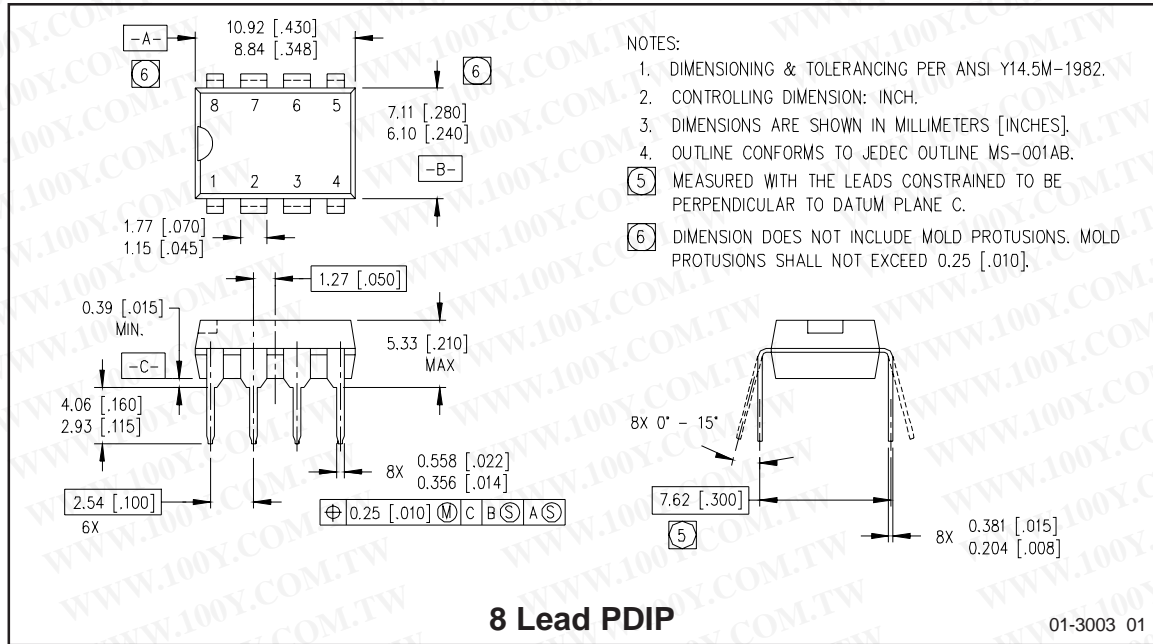 -A-
10.92 [.430]
8.84 [.348]
6
6
8 7 6 5
7.11 [.280]
6.10 [.240]
-B-
1 2 3 4
1.77 [.070]
1.15 [.045]
1.27 [.050]
0.39 [.015]
MIN.
-C-
5.33 [.210]
MAX
4.06 [.160]
2.93 [.115]
8X 0.558 [.022]
0.356 [.014]
2.54 [.100]
6X
⌖ 0.25 [.010] Ⓜ C B Ⓢ A Ⓢ
NOTES:
1. DIMENSIONING & TOLERANCING PER ANSI Y14.5M-1982.
2. CONTROLLING DIMENSION: INCH.
3. DIMENSIONS ARE SHOWN IN MILLIMETERS [INCHES].
4. OUTLINE CONFORMS TO JEDEC OUTLINE MS-001AB.
5 MEASURED WITH THE LEADS CONSTRAINED TO BE
PERPENDICULAR TO DATUM PLANE C.
6 DIMENSION DOES NOT INCLUDE MOLD PROTUSIONS. MOLD
PROTUSIONS SHALL NOT EXCEED 0.25 [.010].
8X 0° - 15°
7.62 [.300]
5
8X 0.381 [.015]
0.204 [.008]
8 Lead PDIP
01-3003 01
WWW.100Y.COM.TW